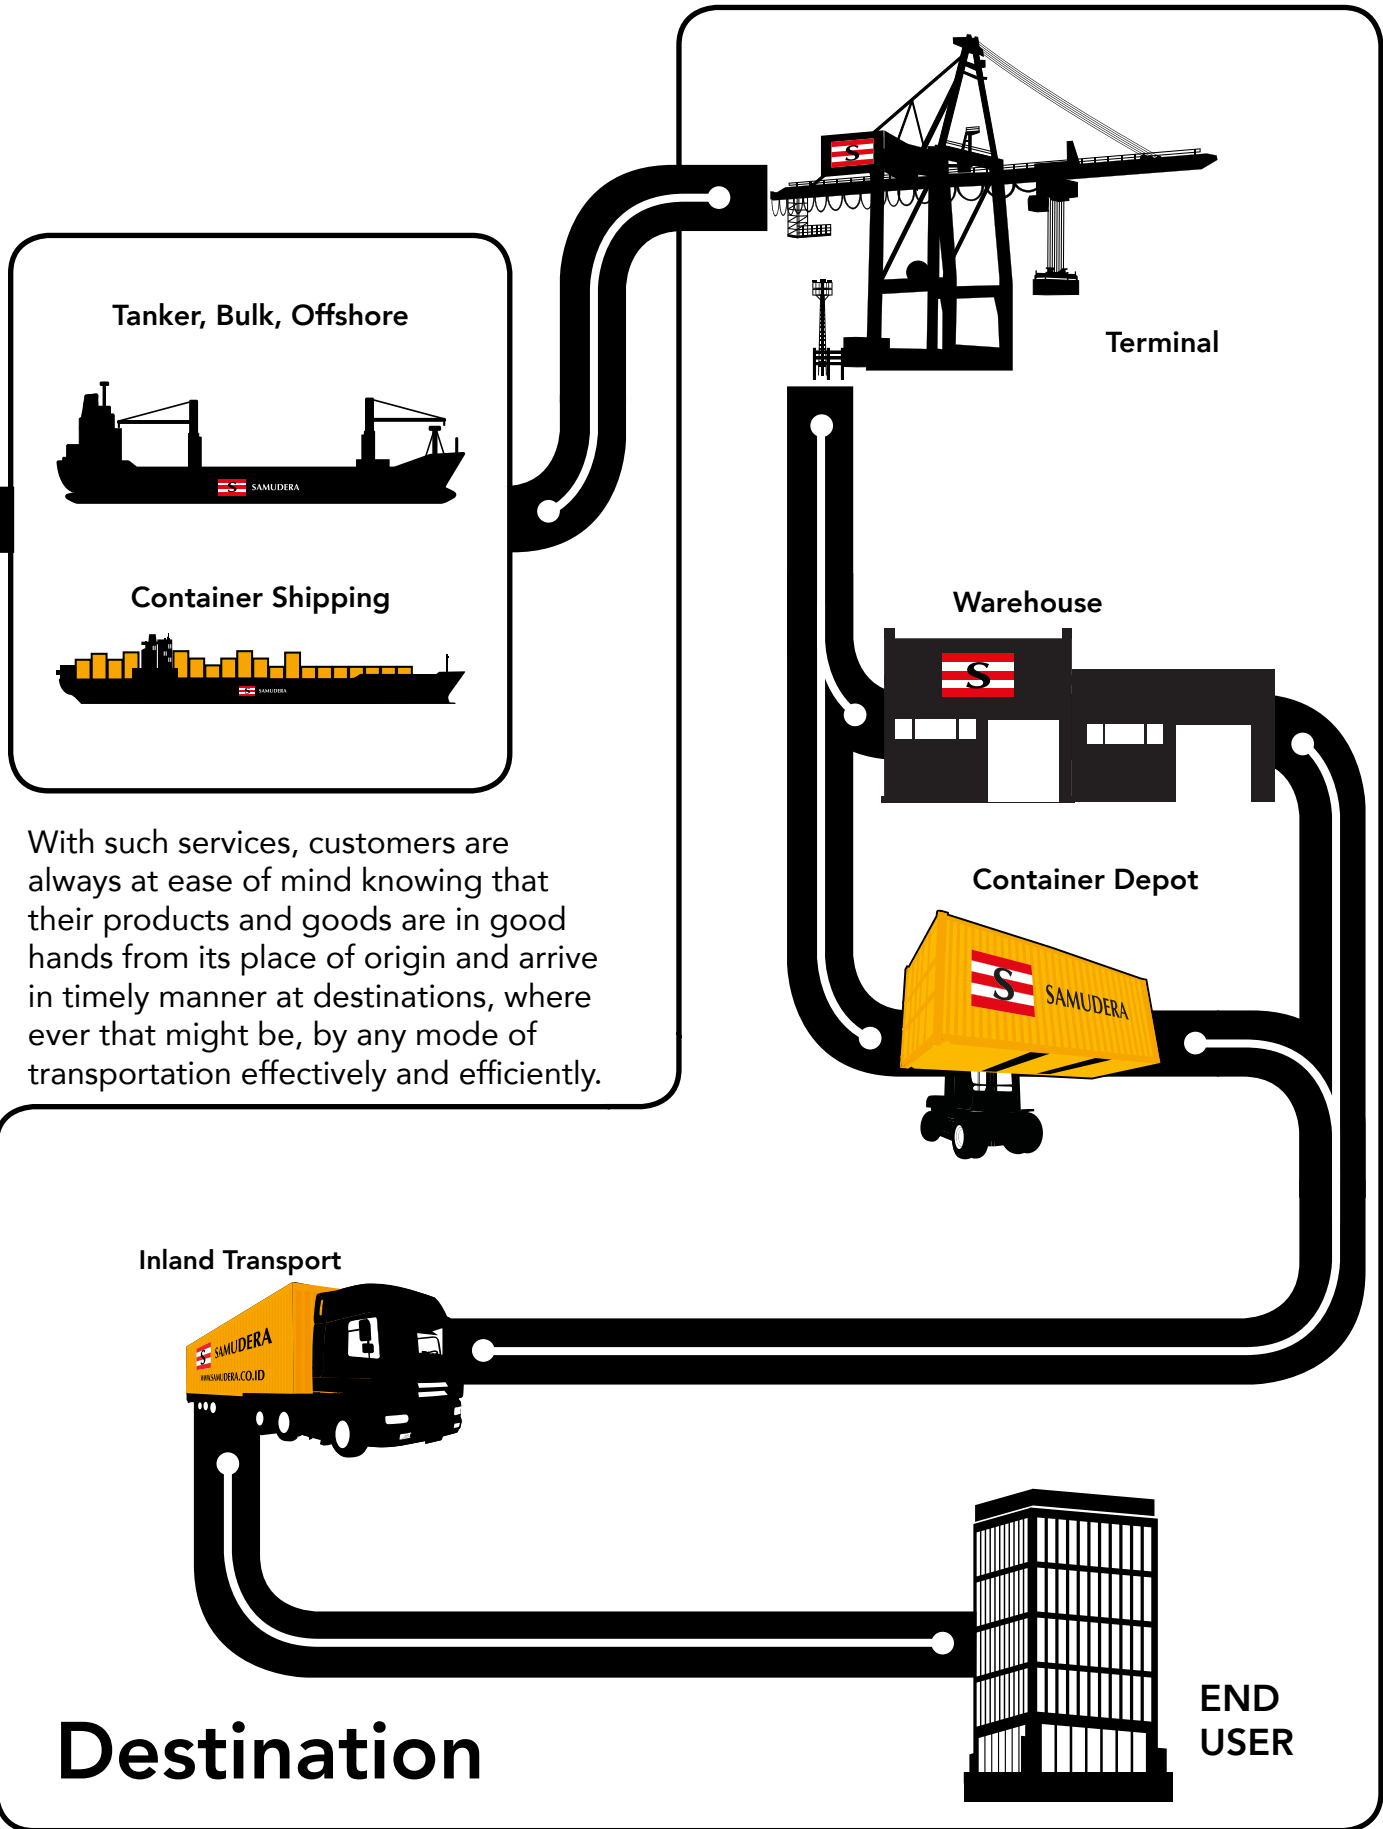 Tanker, Bulk, Offshore
S SAMUDERA
Container Shipping
S SAMUDERA
With such services, customers are
always at ease of mind knowing that
their products and goods are in good
hands from its place of origin and arrive
in timely manner at destinations, where
ever that might be, by any mode of
transportation effectively and efficiently.
S
Terminal
Warehouse
S
Container Depot
S SAMUDERA
Inland Transport
S SAMUDERA
WWW.SAMUDERA.CO.ID
END
USER
Destination